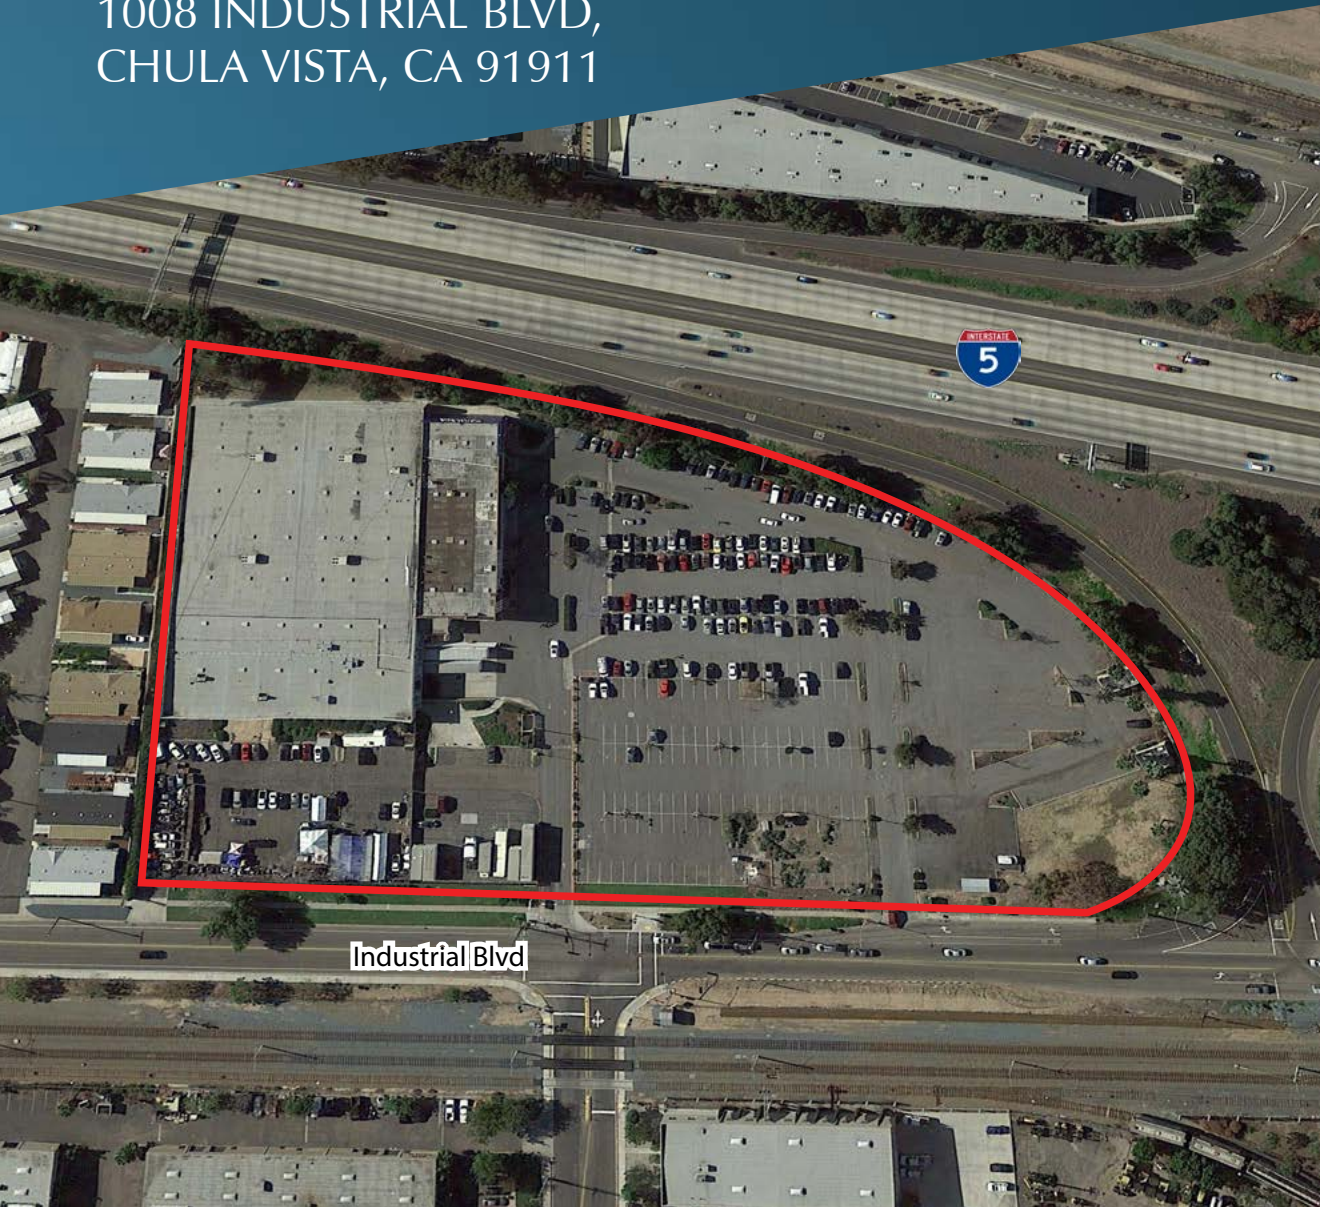 1008 INDUSTRIAL BLVD,
CHULA VISTA, CA 91911
INTERSTATE
5
Industrial Blvd